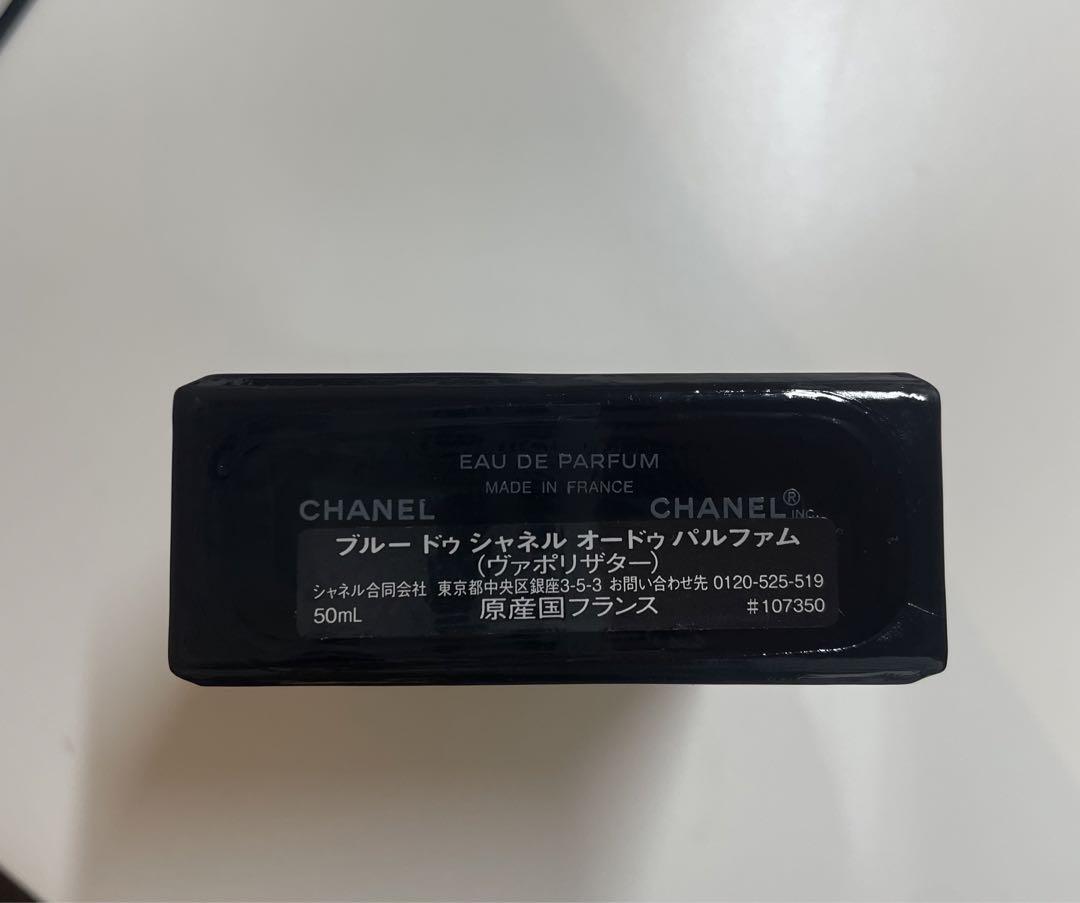 EAU DE PARFUM
MADE IN FRANCE
CHANEL CHANEL® INC.
ブルー ドゥ シャネル オードゥ パルファム
(ヴァポリザター)
シャネル合同会社 東京都中央区銀座3-5-3 お問い合わせ先 0120-525-519
50mL 原産国フランス #107350